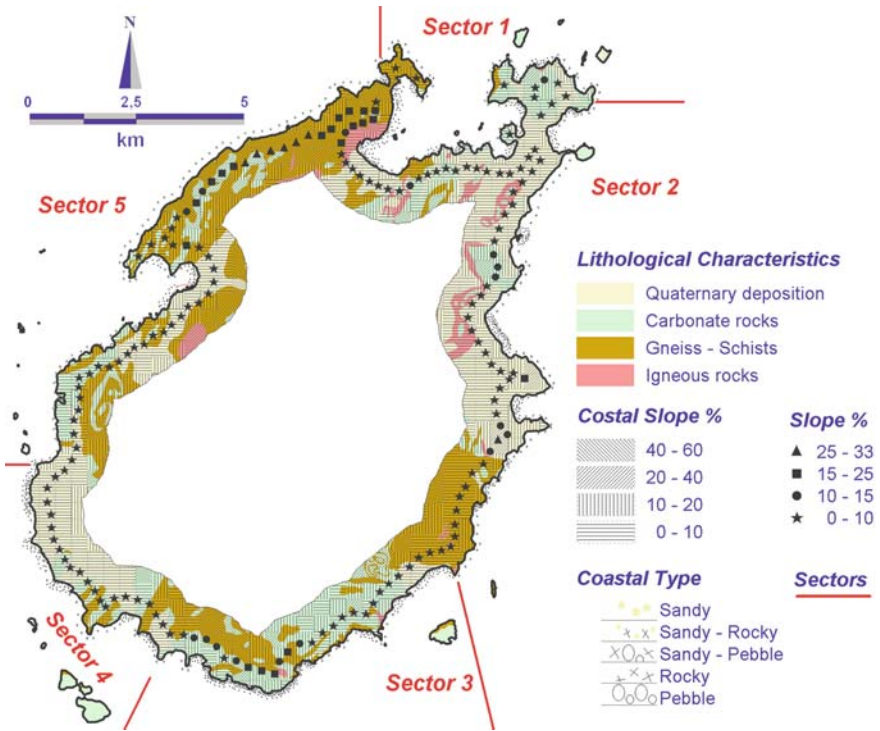 Sector 1
N
0 2,5 5
km
Sector 2
Sector 5
Lithological Characteristics
Quaternary deposition
Carbonate rocks
Gneiss - Schists
Igneous rocks
Costal Slope %
40 - 60
20 - 40
10 - 20
0 - 10
Slope %
25 - 33
15 - 25
10 - 15
0 - 10
Coastal Type
Sandy
Sandy - Rocky
Sandy - Pebble
Rocky
Pebble
Sectors
Sector 4
Sector 3